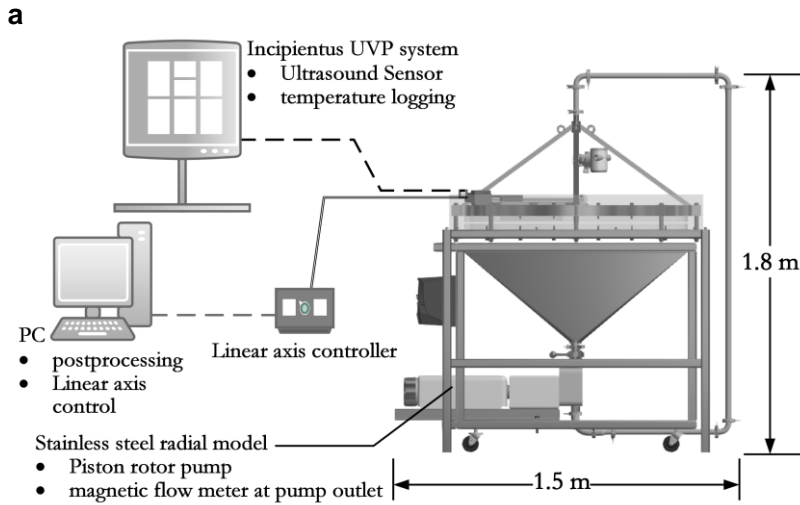 a
Incipientus UVP system
• Ultrasound Sensor
• temperature logging
1.8 m
PC
• postprocessing
• Linear axis
control
Linear axis controller
Stainless steel radial model
• Piston rotor pump
• magnetic flow meter at pump outlet
1.5 m